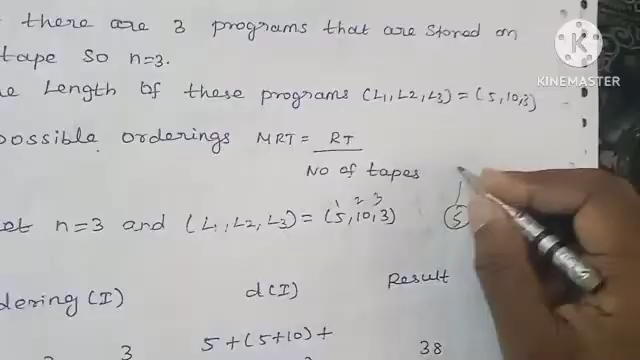 there are 3 programs that are stored on
tape so n=3.
Length of these programs (L1, L2, L3) = (5, 10, 3)
possible orderings MRT = RT
No of tapes
n=3 and (L1, L2, L3) = (5, 10, 3)
1 2 3
5
(I) d(I) Result
3 5+(5+10)+ 38
K
KINEMASTER